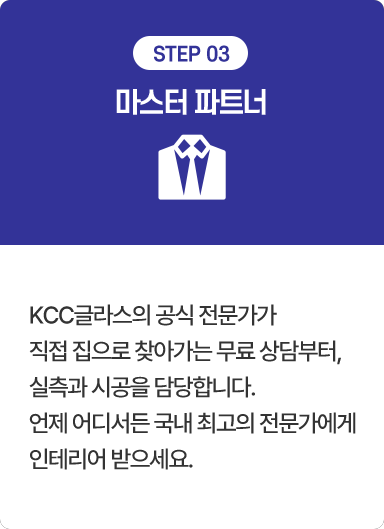 STEP 03
마스터 파트너
KCC글라스의 공식 전문가가
직접 집으로 찾아가는 무료 상담부터,
실측과 시공을 담당합니다.
언제 어디서든 국내 최고의 전문가에게
인테리어 받으세요.